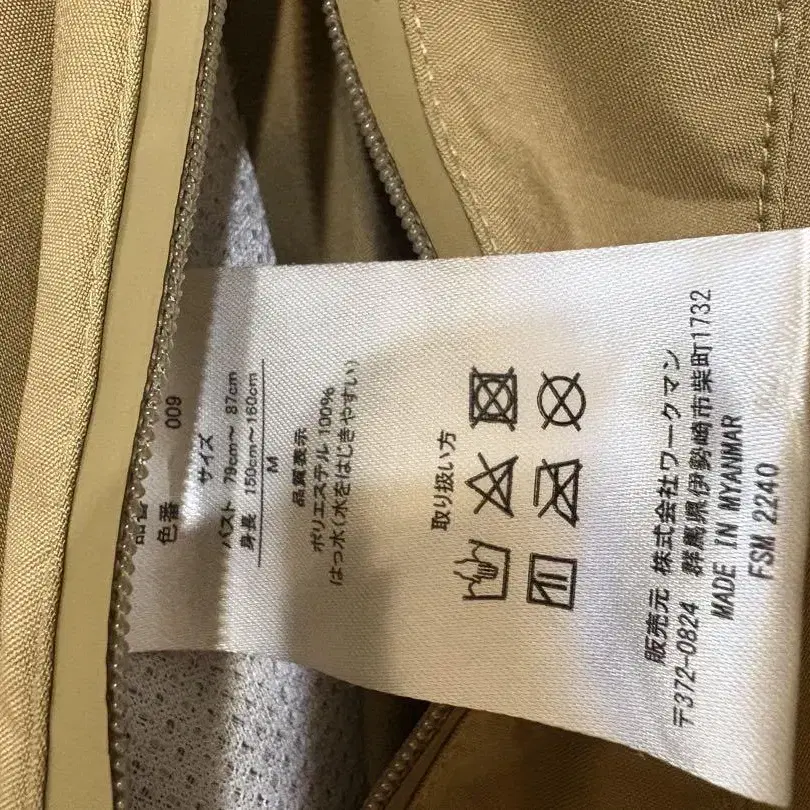 色番 009
サイズ
バスト 79cm〜 87cm
身長 150cm〜160cm
M
品質表示
ポリエステル 100%
はっ水(水をはじきやすい)
取り扱い方
販売元 株式会社ワークマン
〒372-0824 群馬県伊勢崎市柴町1732
MADE IN MYANMAR
FSM 2240